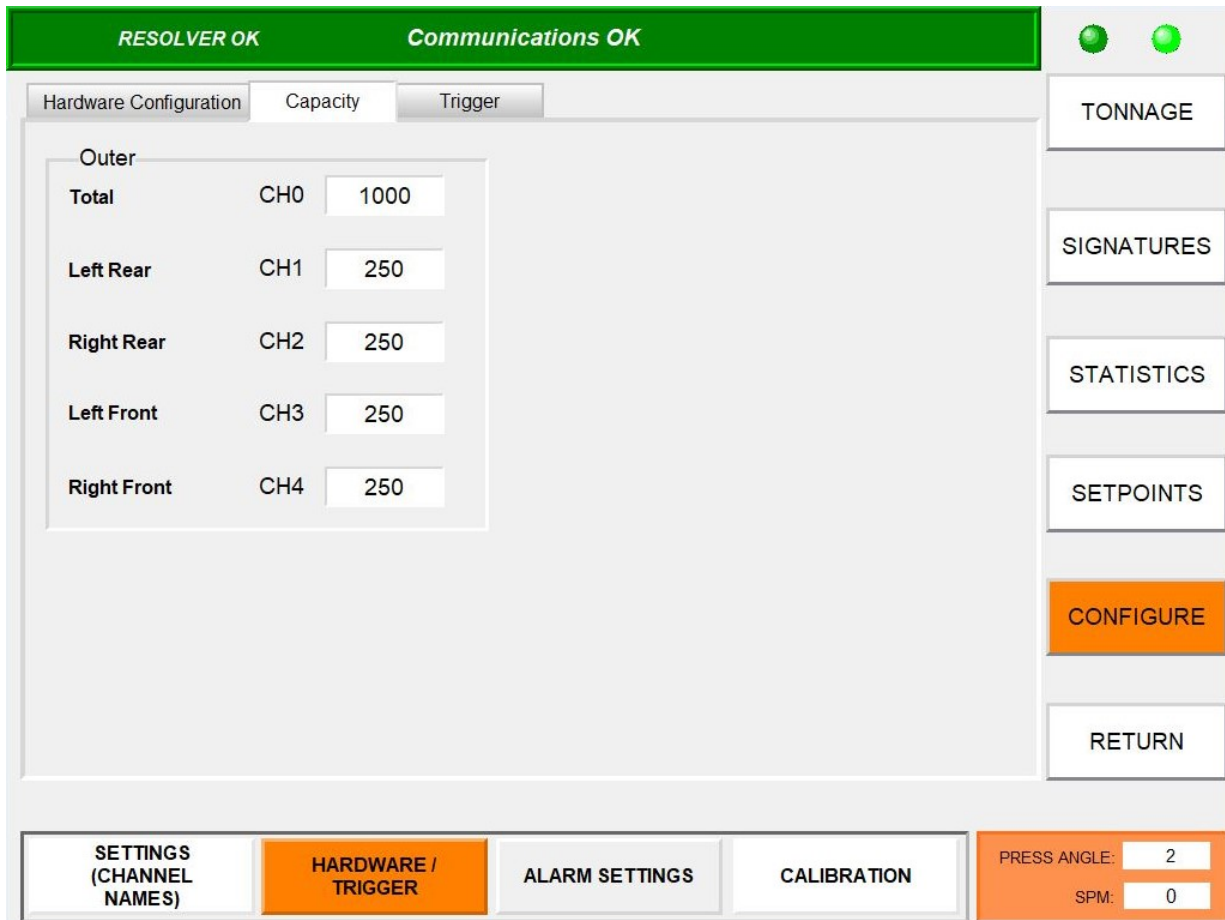 RESOLVER OK Communications OK
Hardware Configuration Capacity Trigger
TONNAGE
Outer
Total CH0 1000
Left Rear CH1 250
SIGNATURES
Right Rear CH2 250
STATISTICS
Left Front CH3 250
Right Front CH4 250
SETPOINTS
CONFIGURE
RETURN
SETTINGS
(CHANNEL
NAMES)
HARDWARE /
TRIGGER
ALARM SETTINGS
CALIBRATION
PRESS ANGLE: 2
SPM: 0